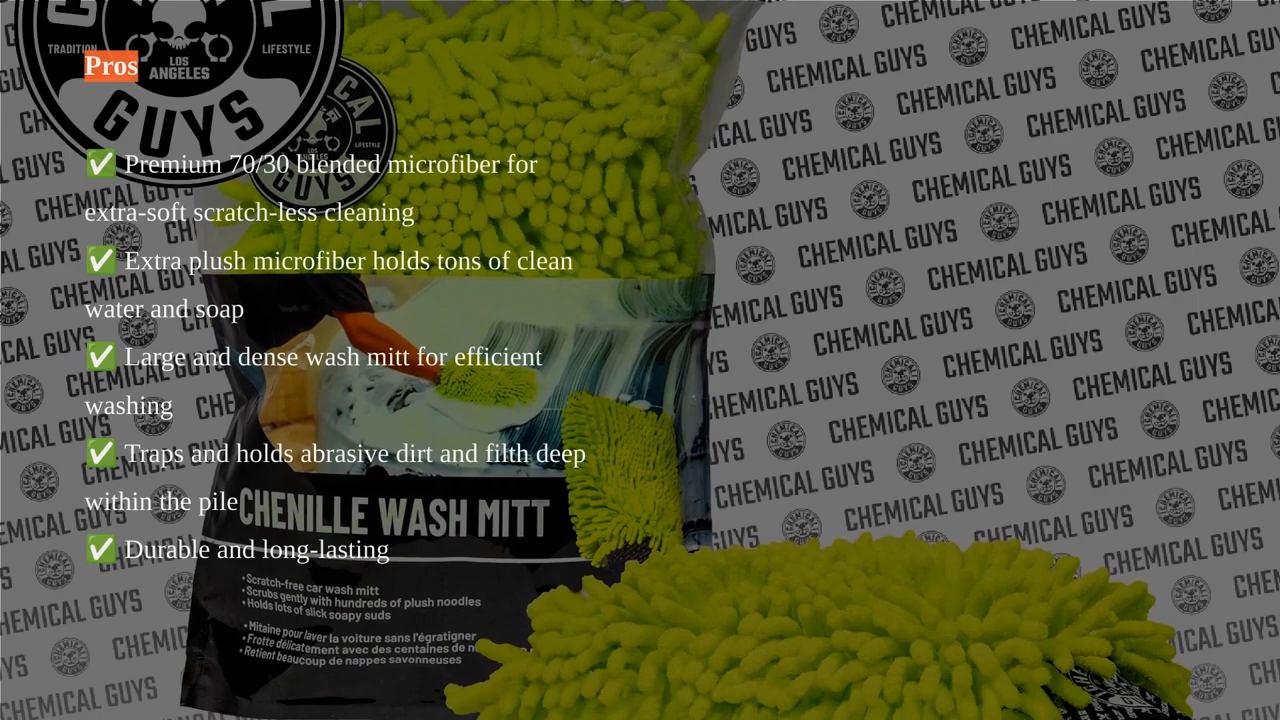 TRADITION
LIFESTYLE
LOS
ANGELES
GUYS
Pros
✅ Premium 70/30 blended microfiber for
extra-soft scratch-less cleaning
✅ Extra plush microfiber holds tons of clean
water and soap
✅ Large and dense wash mitt for efficient
washing
✅ Traps and holds abrasive dirt and filth deep
within the pile
✅ Durable and long-lasting
CHENILLE WASH MITT
•Scratch-free car wash mitt
•Scrubs gently with hundreds of plush noodles
•Holds lots of slick soapy suds
•Mitaine pour laver la voiture sans l'égratigner
•Frotte délicatement avec des centaines de
•Retient beaucoup de nappes savonneuses
CHEMICAL GUYS